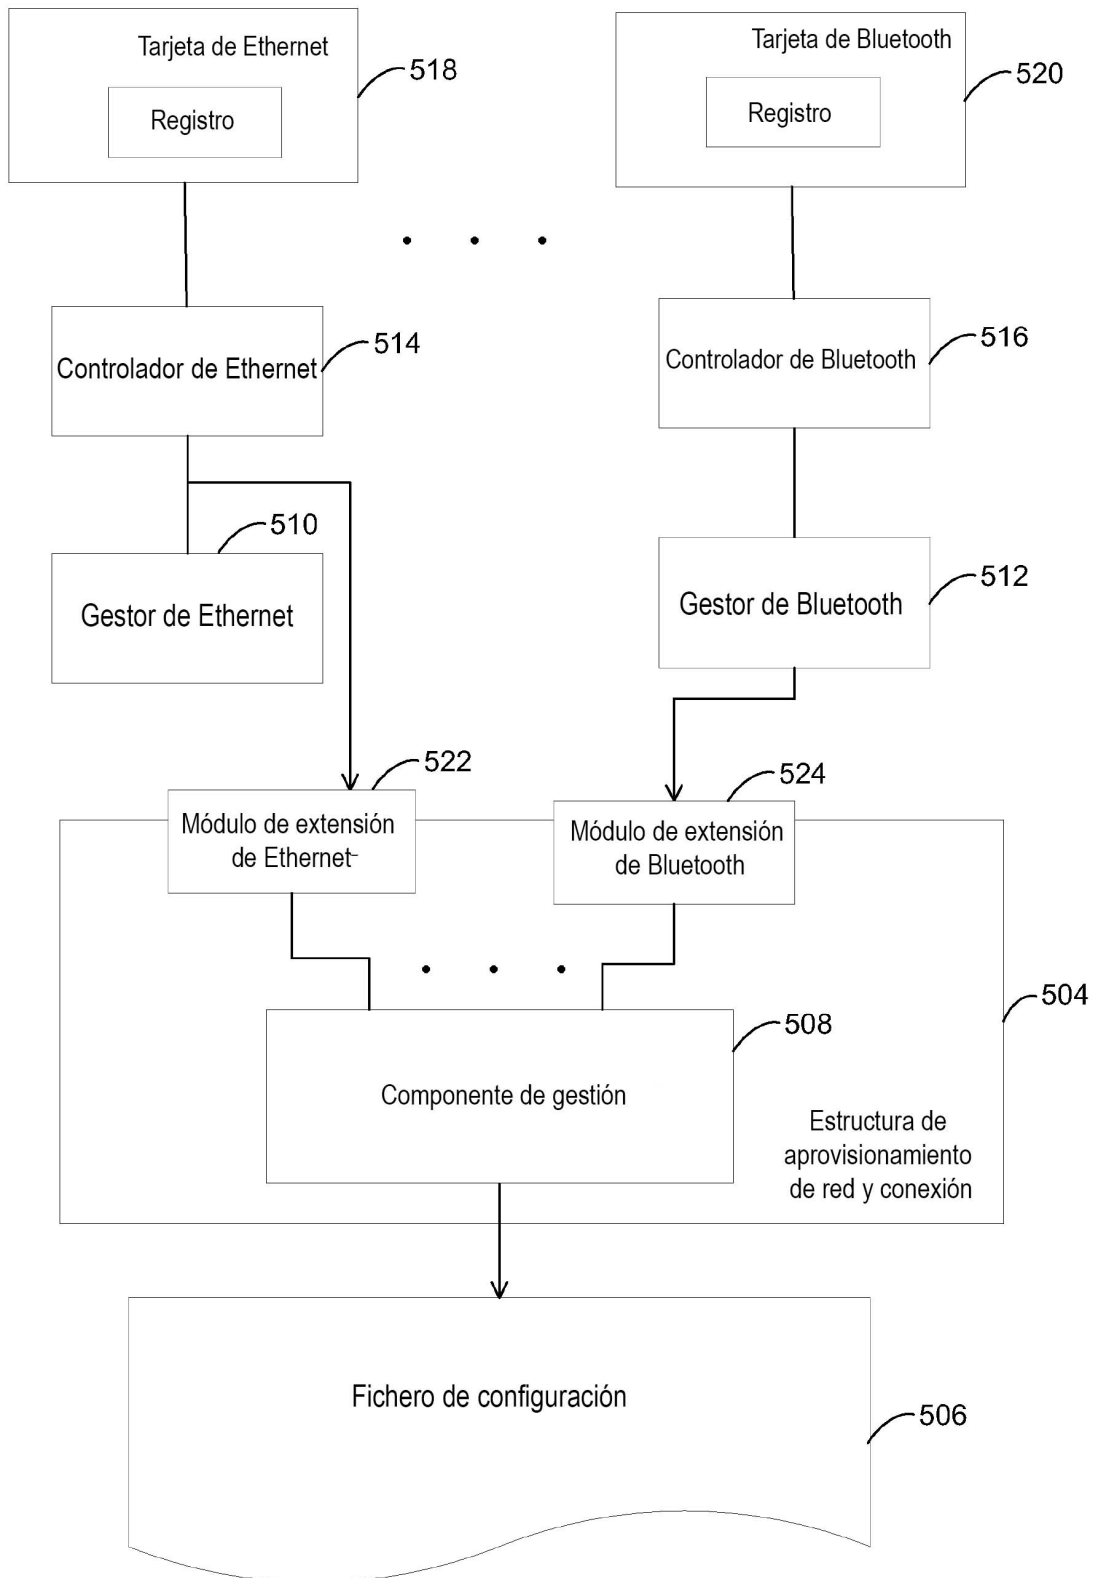 Tarjeta de Ethernet
518
Registro
Tarjeta de Bluetooth
520
Registro
Controlador de Ethernet
514
Controlador de Bluetooth
516
510
Gestor de Ethernet
Gestor de Bluetooth
512
522
Módulo de extensión
de Ethernet
524
Módulo de extensión
de Bluetooth
504
508
Componente de gestión
Estructura de
aprovisionamiento
de red y conexión
Fichero de configuración
506